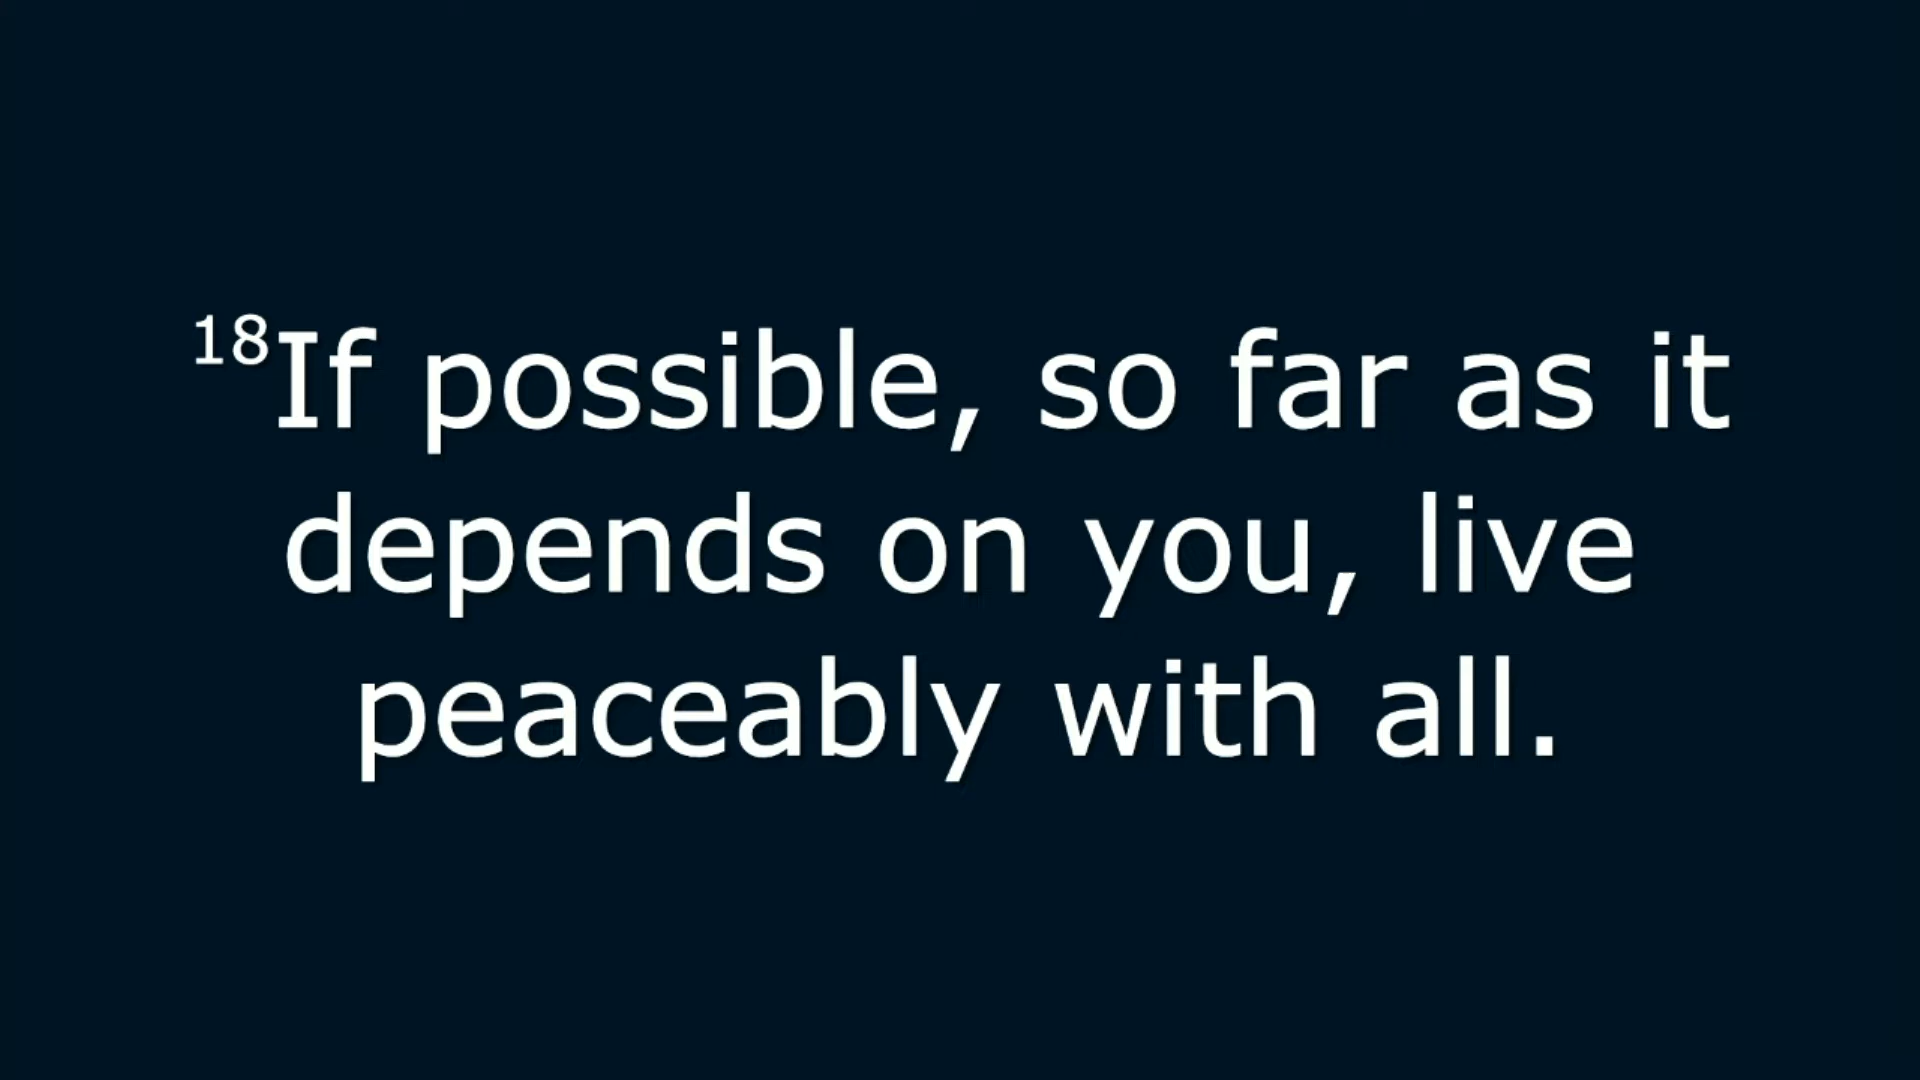 18If possible, so far as it
depends on you, live
peaceably with all.